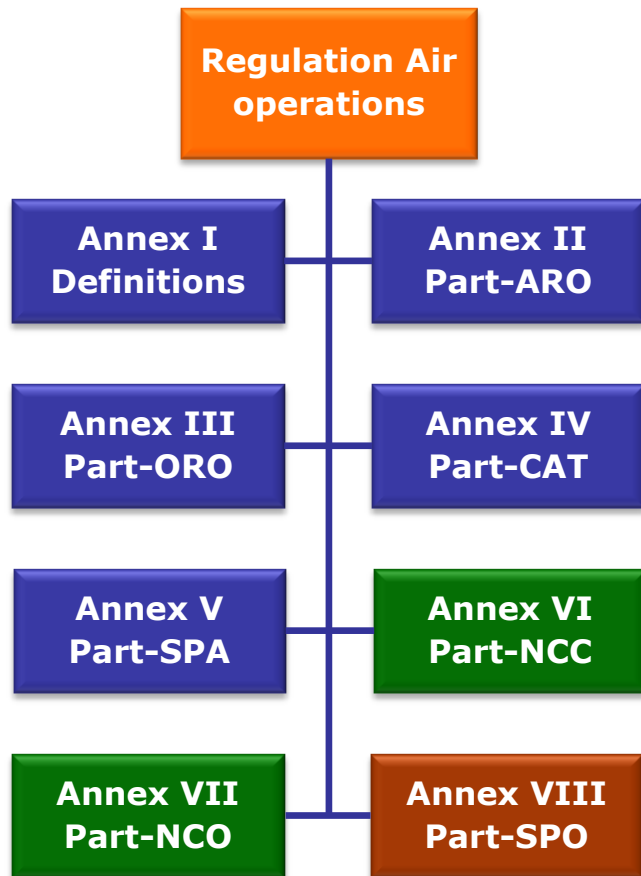 Regulation Air
operations
Annex I
Definitions
Annex II
Part-ARO
Annex III
Part-ORO
Annex IV
Part-CAT
Annex V
Part-SPA
Annex VI
Part-NCC
Annex VII
Part-NCO
Annex VIII
Part-SPO